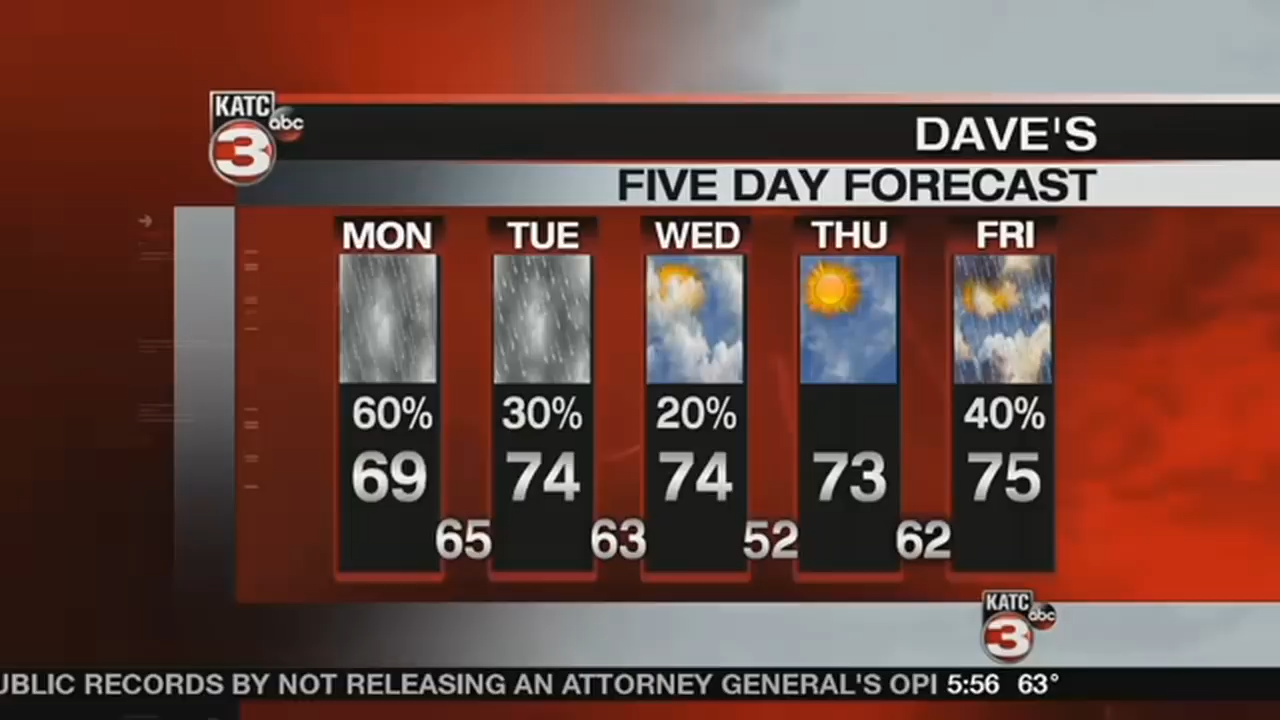 KATC
abc
3
DAVE'S
FIVE DAY FORECAST
MON TUE WED THU FRI
60% 30% 20% 40%
69 74 74 73 75
65 63 52 62
KATC
abc
3
UBLIC RECORDS BY NOT RELEASING AN ATTORNEY GENERAL'S OPI 5:56 63°